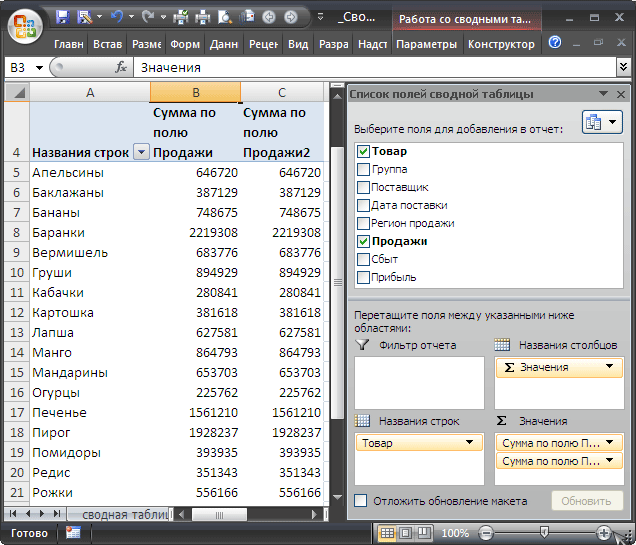 _Сво... Работа со сводными та...
Главн Встав Разме Форм Данн Рецен Вид Разра Надст Параметры Конструктор
B3 fx Значения
A B C
4 Названия строк Сумма по полю Продажи Сумма по полю Продажи2
5 Апельсины 646720 646720
6 Баклажаны 387129 387129
7 Бананы 748675 748675
8 Баранки 2219308 2219308
9 Вермишель 683776 683776
10 Груши 894929 894929
11 Кабачки 280841 280841
12 Картошка 381618 381618
13 Лапша 627581 627581
14 Манго 864793 864793
15 Мандарины 653703 653703
16 Огурцы 225762 225762
17 Печенье 1561210 1561210
18 Пирог 1928237 1928237
19 Помидоры 393935 393935
20 Редис 351343 351343
21 Рожки 556166 556166
сводная таблиц
Готово 100%
Список полей сводной таблицы
Выберите поля для добавления в отчет:
Товар
Группа
Поставщик
Дата поставки
Регион продажи
Продажи
Сбыт
Прибыль
Перетащите поля между указанными ниже
областями:
Фильтр отчета Названия столбцов
Σ Значения
Названия строк Σ Значения
Товар Сумма по полю П...
Сумма по полю П...
Отложить обновление макета Обновить